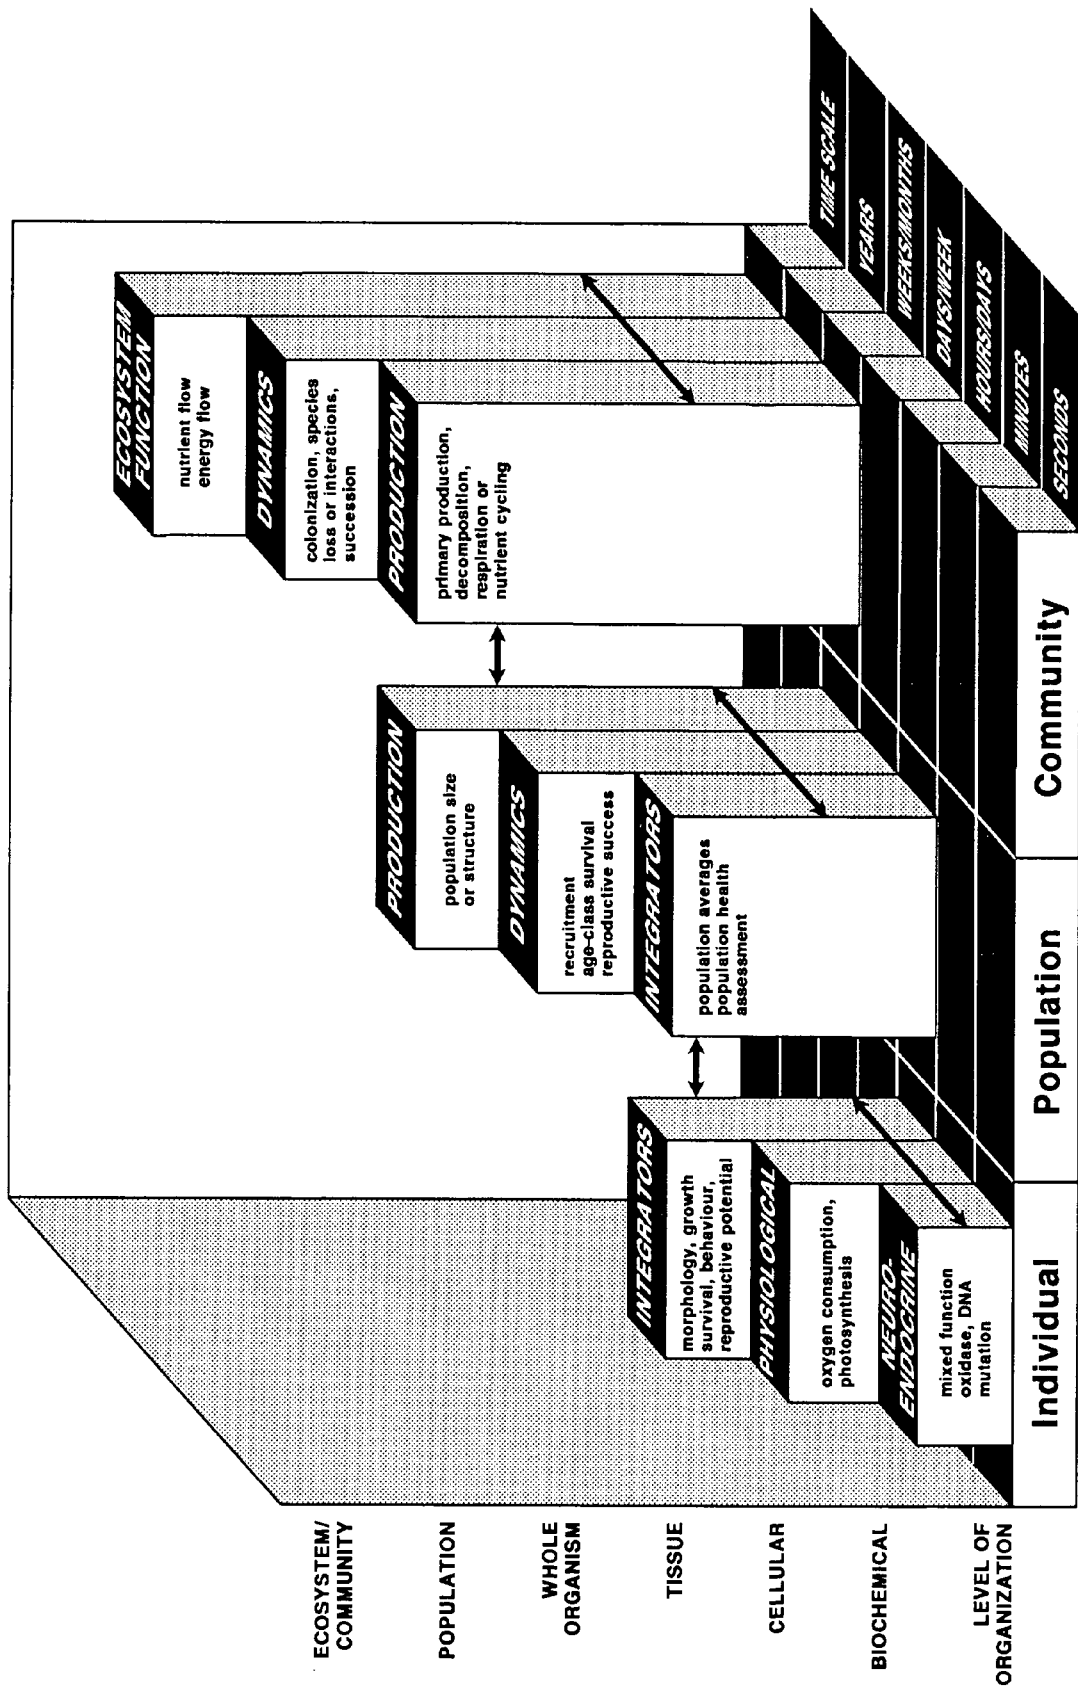 ECOSYSTEM/
COMMUNITY
POPULATION
WHOLE
ORGANISM
TISSUE
CELLULAR
BIOCHEMICAL
LEVEL OF
ORGANIZATION
INTEGRATORS
morphology, growth
survival, behaviour,
reproductive potential
PHYSIOLOGICAL
oxygen consumption,
photosynthesis
NEURO-
ENDOCRINE
mixed function
oxidase, DNA
mutation
Individual
PRODUCTION
population size
or structure
DYNAMICS
recruitment
age-class survival
reproductive success
INTEGRATORS
population averages
population health
assessment
Population
ECOSYSTEM
FUNCTION
nutrient flow
energy flow
DYNAMICS
colonization, species
loss or interactions,
succession
PRODUCTION
primary production,
decomposition,
respiration or
nutrient cycling
Community
TIME SCALE
YEARS
WEEKS/MONTHS
DAYS/WEEK
HOURS/DAYS
MINUTES
SECONDS